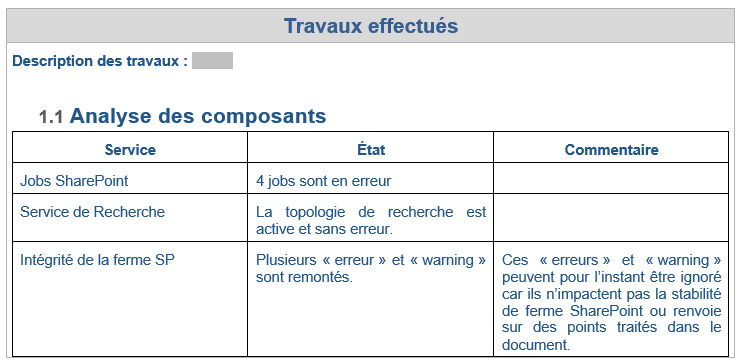 Travaux effectués
Description des travaux :
1.1 Analyse des composants
Service
État
Commentaire
Jobs SharePoint
4 jobs sont en erreur
Service de Recherche
La topologie de recherche est
active et sans erreur.
Intégrité de la ferme SP
Plusieurs « erreur » et « warning »
sont remontés.
Ces « erreurs » et « warning »
peuvent pour l’instant être ignoré
car ils n’impactent pas la stabilité
de ferme SharePoint ou renvoie
sur des points traités dans le
document.